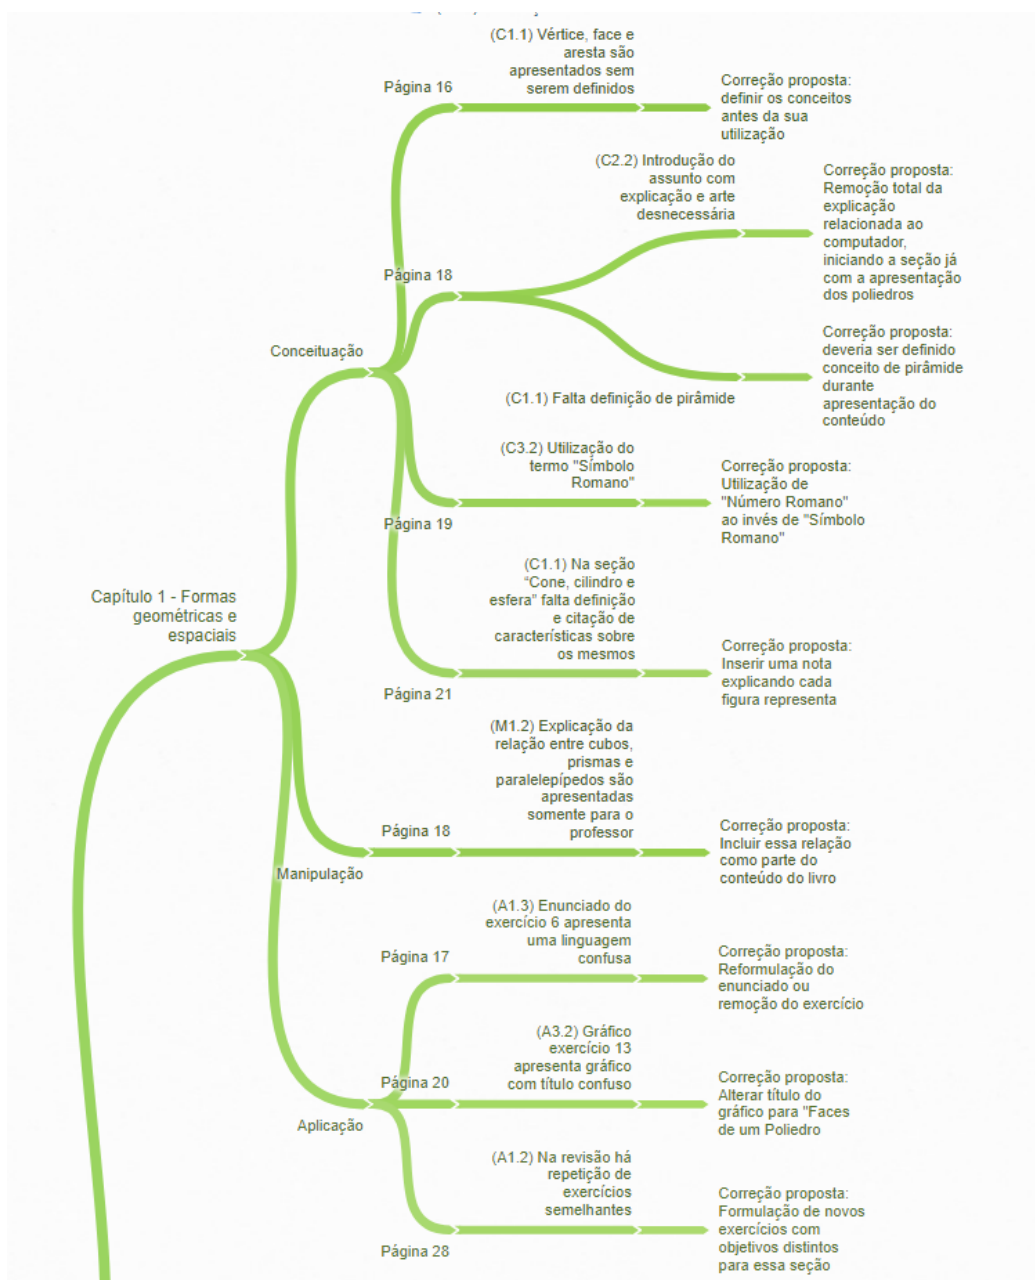 (C1.1) Vértice, face e
aresta são
apresentados sem
serem definidos
Página 16
Correção proposta:
definir os conceitos
antes da sua
utilização
(C2.2) Introdução do
assunto com
explicação e arte
desnecessária
Correção proposta:
Remoção total da
explicação
relacionada ao
computador,
iniciando a seção já
com a apresentação
dos poliedros
Página 18
Correção proposta:
deveria ser definido
conceito de pirâmide
durante
apresentação do
conteúdo
(C1.1) Falta definição de pirâmide
Conceituação
(C3.2) Utilização do
termo "Símbolo
Romano"
Correção proposta:
Utilização de
"Número Romano"
ao invés de "Símbolo
Romano"
Página 19
(C1.1) Na seção
“Cone, cilindro e
esfera” falta definição
e citação de
características sobre
os mesmos
Correção proposta:
Inserir uma nota
explicando cada
figura representa
Página 21
Capítulo 1 - Formas
geométricas e
espaciais
(M1.2) Explicação da
relação entre cubos,
prismas e
paralelepípedos são
apresentadas
somente para o
professor
Página 18
Correção proposta:
Incluir essa relação
como parte do
conteúdo do livro
Manipulação
(A1.3) Enunciado do
exercício 6 apresenta
uma linguagem
confusa
Página 17
Correção proposta:
Reformulação do
enunciado ou
remoção do exercício
(A3.2) Gráfico
exercício 13
apresenta gráfico
com título confuso
Página 20
Correção proposta:
Alterar título do
gráfico para "Faces
de um Poliedro
Aplicação
(A1.2) Na revisão há
repetição de
exercícios
semelhantes
Correção proposta:
Formulação de novos
exercícios com
objetivos distintos
para essa seção
Página 28